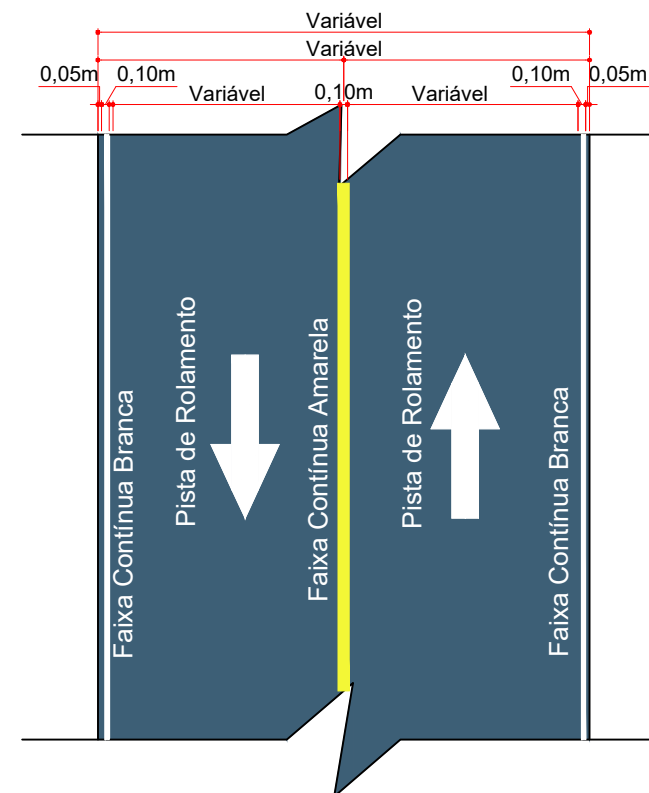 Variável
Variável
0,05m
0,10m
0,10m
0,05m
Variável
0,10m
Variável
Faixa Contínua Branca
Pista de Rolamento
Faixa Contínua Amarela
Pista de Rolamento
Faixa Contínua Branca